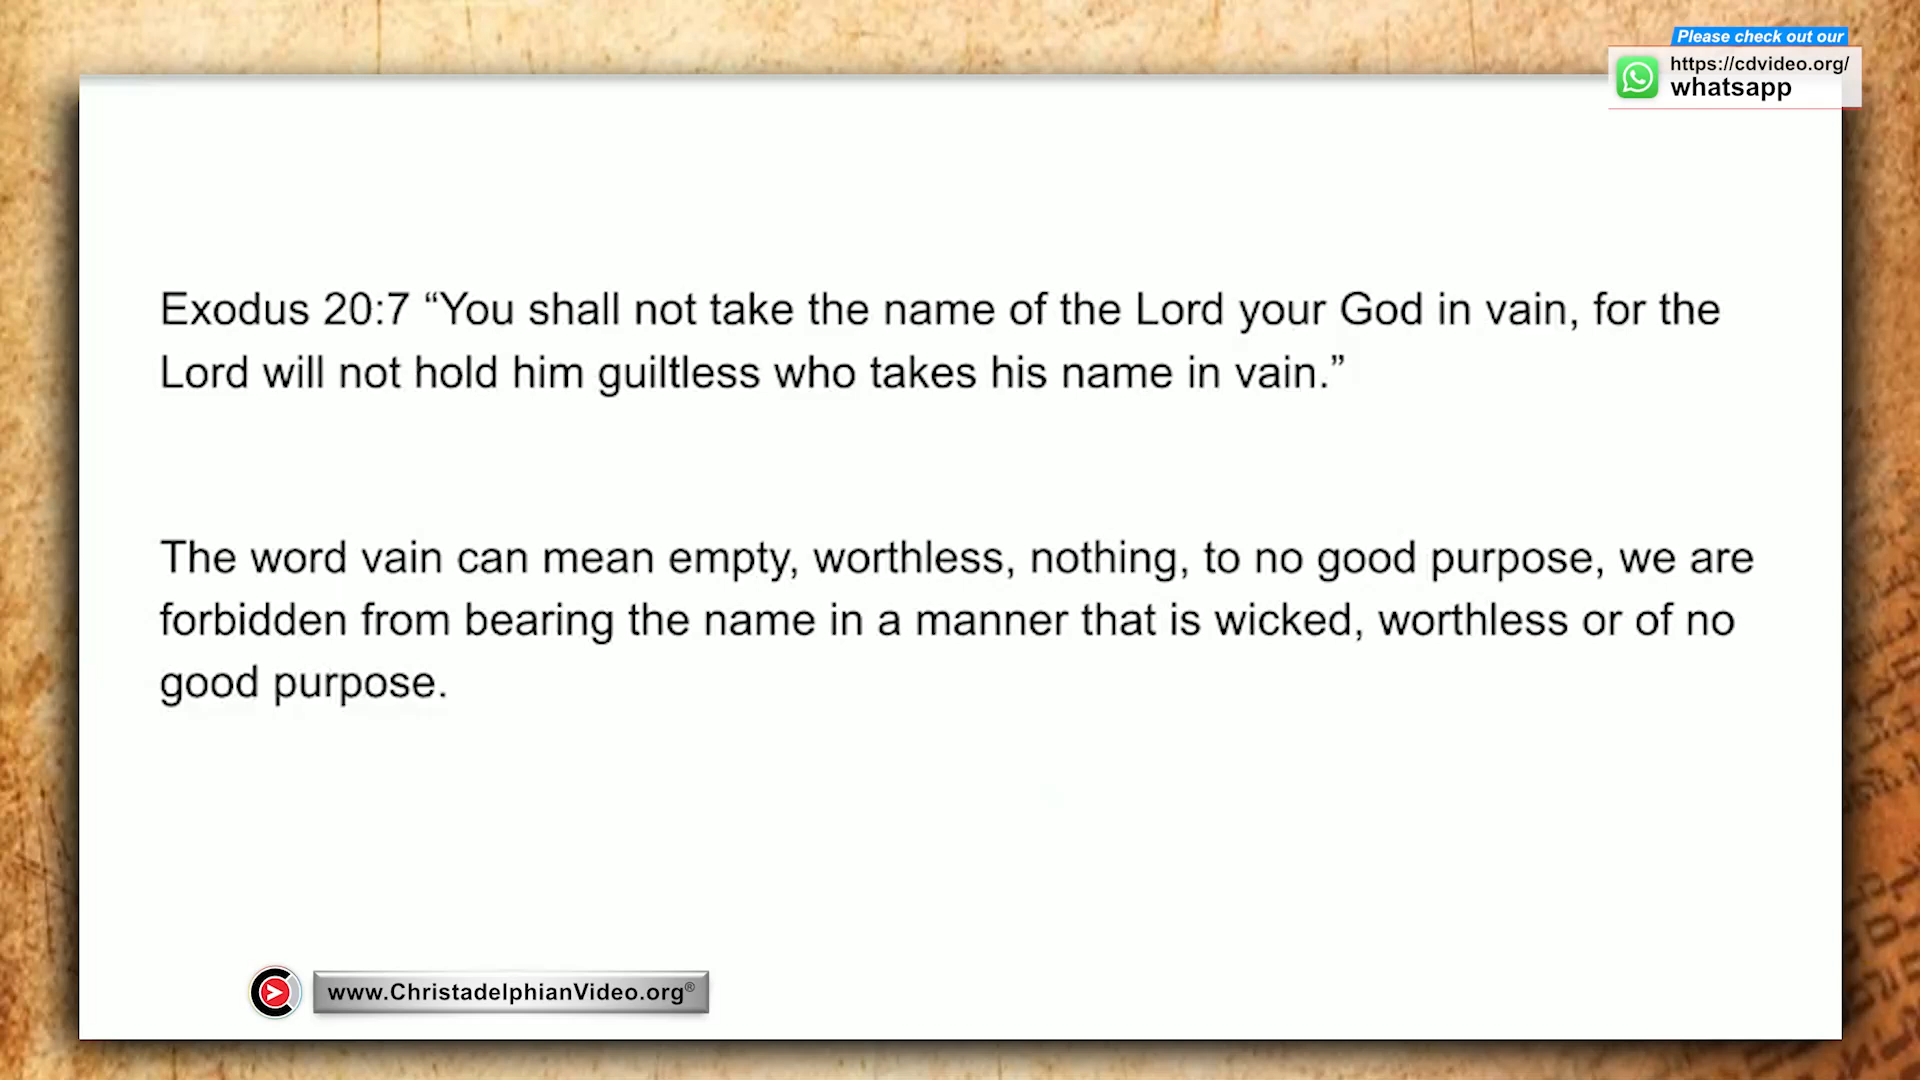 Please check out our
https://cdvideo.org/
whatsapp
Exodus 20:7 “You shall not take the name of the Lord your God in vain, for the
Lord will not hold him guiltless who takes his name in vain.”
The word vain can mean empty, worthless, nothing, to no good purpose, we are
forbidden from bearing the name in a manner that is wicked, worthless or of no
good purpose.
www.ChristadelphianVideo.org®